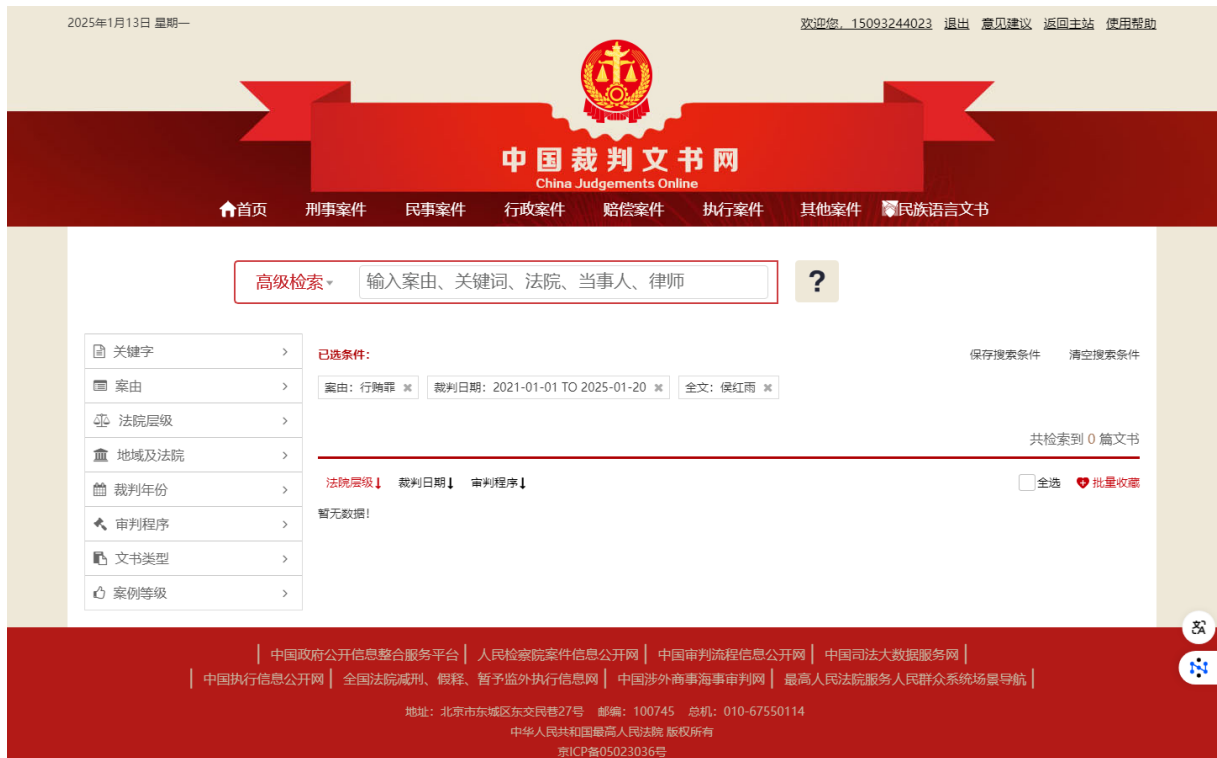 2025年1月13日 星期一
欢迎您，15093244023 退出 意见建议 返回主站 使用帮助
中国裁判文书网
China Judgements Online
首页 刑事案件 民事案件 行政案件 赔偿案件 执行案件 其他案件 民族语言文书
高级检索 输入案由、关键词、法院、当事人、律师 ?
关键字
案由
法院层级
地域及法院
裁判年份
审判程序
文书类型
案例等级
已选条件：
保存搜索条件 清空搜索条件
案由：行贿罪 裁判日期：2021-01-01 TO 2025-01-20 全文：侯红雨
共检索到 0 篇文书
法院层级 裁判日期 审判程序
全选 批量收藏
暂无数据!
中国政府公开信息整合服务平台 人民检察院案件信息公开网 中国审判流程信息公开网 中国司法大数据服务网
中国执行信息公开网 全国法院减刑、假释、暂予监外执行信息网 中国涉外商事海事审判网 最高人民法院服务人民群众系统场景导航
地址：北京市东城区东交民巷27号 邮编：100745 总机：010-67550114
中华人民共和国最高人民法院 版权所有
京ICP备05023036号